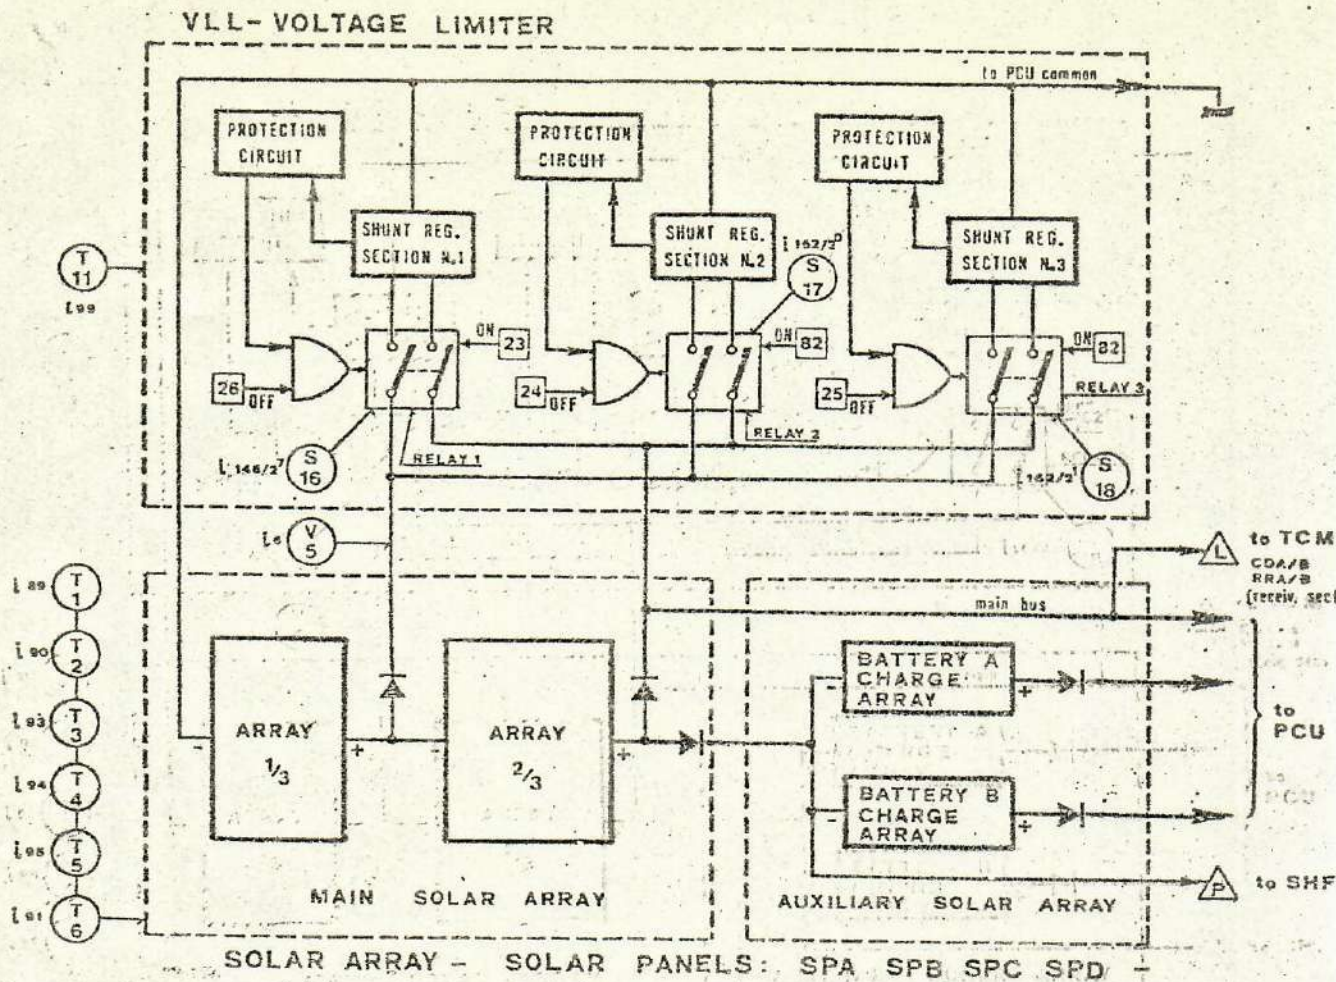 VLL-VOLTAGE LIMITER
to PCU common
PROTECTION CIRCUIT
PROTECTION CIRCUIT
PROTECTION CIRCUIT
SHUNT REG. SECTION N.1
SHUNT REG. SECTION N.2
SHUNT REG. SECTION N.3
T 11
S 17
ON 23
ON 82
ON 82
26 OFF
24 OFF
25 OFF
RELAY 3
RELAY 2
RELAY 1
S 16
S 18
V 5
L to TCM
CDA/B
RRA/B
main bus
T 1
T 2
T 3
T 4
T 5
T 6
ARRAY 1/3
- +
ARRAY 2/3
- +
BATTERY A CHARGE ARRAY
- +
BATTERY B CHARGE ARRAY
- +
to PCU
P to SHF
MAIN SOLAR ARRAY
AUXILIARY SOLAR ARRAY
SOLAR ARRAY - SOLAR PANELS: SPA SPB SPC SPD -